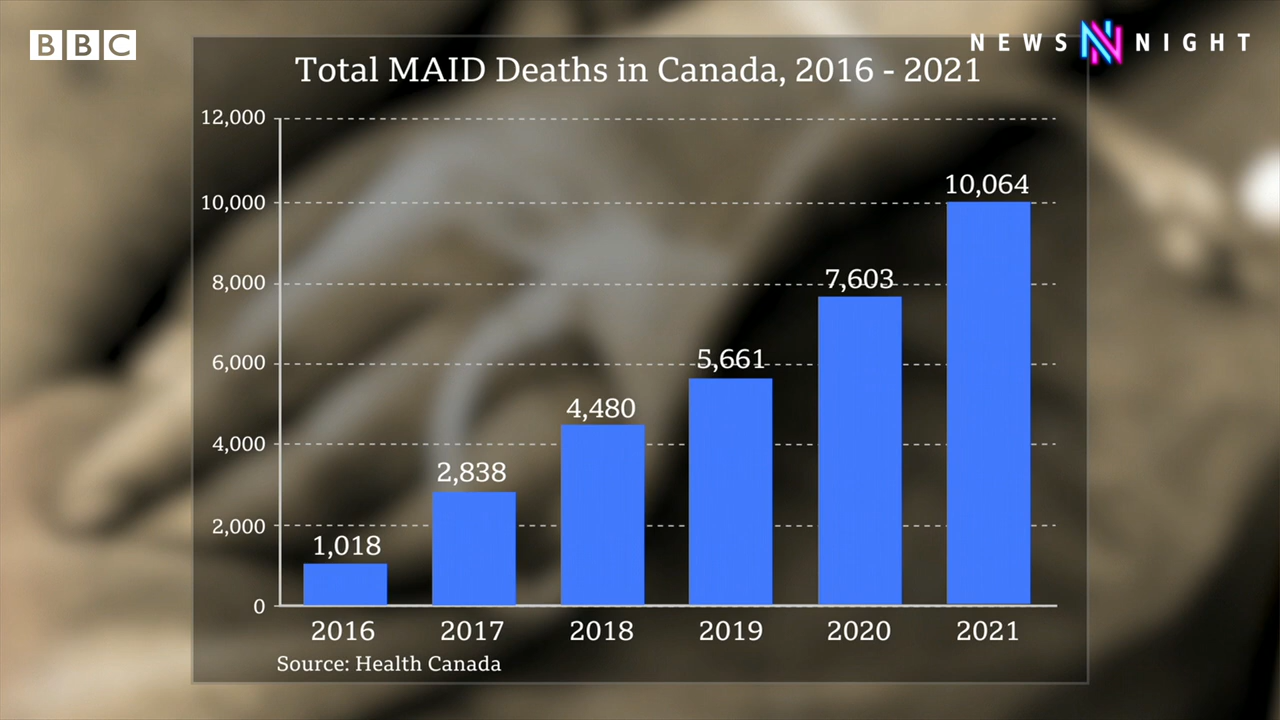 BBC
NEWSNIGHT
Total MAID Deaths in Canada, 2016 - 2021
12,000
10,000
8,000
6,000
4,000
2,000
0
1,018
2,838
4,480
5,661
7,603
10,064
2016 2017 2018 2019 2020 2021
Source: Health Canada